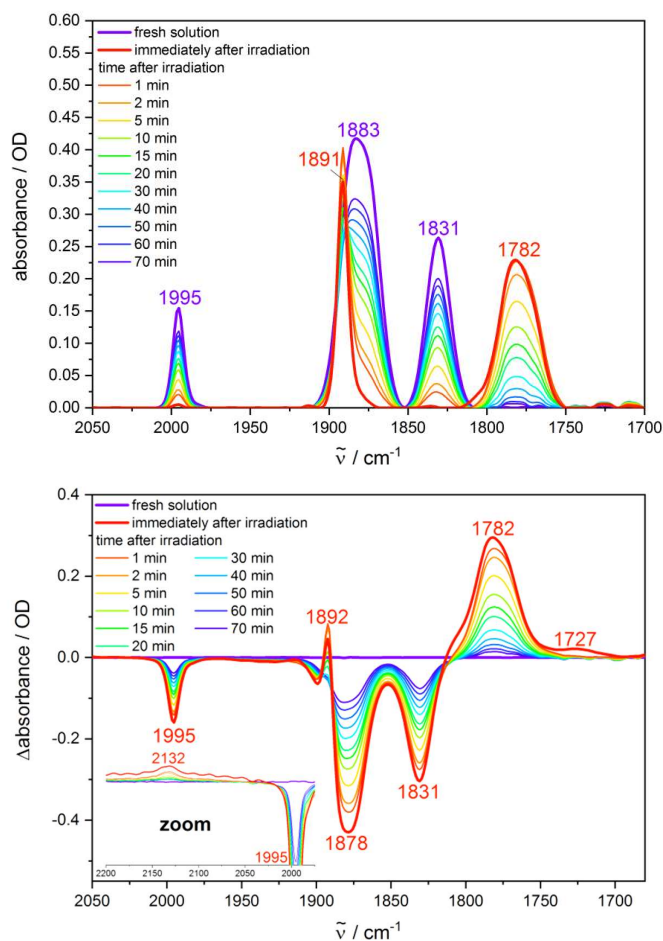 0.60
0.55
0.50
0.45
0.40
0.35
0.30
0.25
0.20
0.15
0.10
0.05
0.00
absorbance / OD
fresh solution
immediately after irradiation
time after irradiation
1 min
2 min
5 min
10 min
15 min
20 min
30 min
40 min
50 min
60 min
70 min
1995
1891
1883
1831
1782
2050 2000 1950 1900 1850 1800 1750 1700
ṽ / cm-1
0.4
0.2
0.0
-0.2
-0.4
Δabsorbance / OD
fresh solution
immediately after irradiation
time after irradiation
1 min 30 min
2 min 40 min
5 min 50 min
10 min 60 min
15 min 70 min
20 min
1892
1782
1727
1995
1878
1831
2132
zoom
1995
2200 2150 2100 2050 2000
2050 2000 1950 1900 1850 1800 1750 1700
ṽ / cm-1